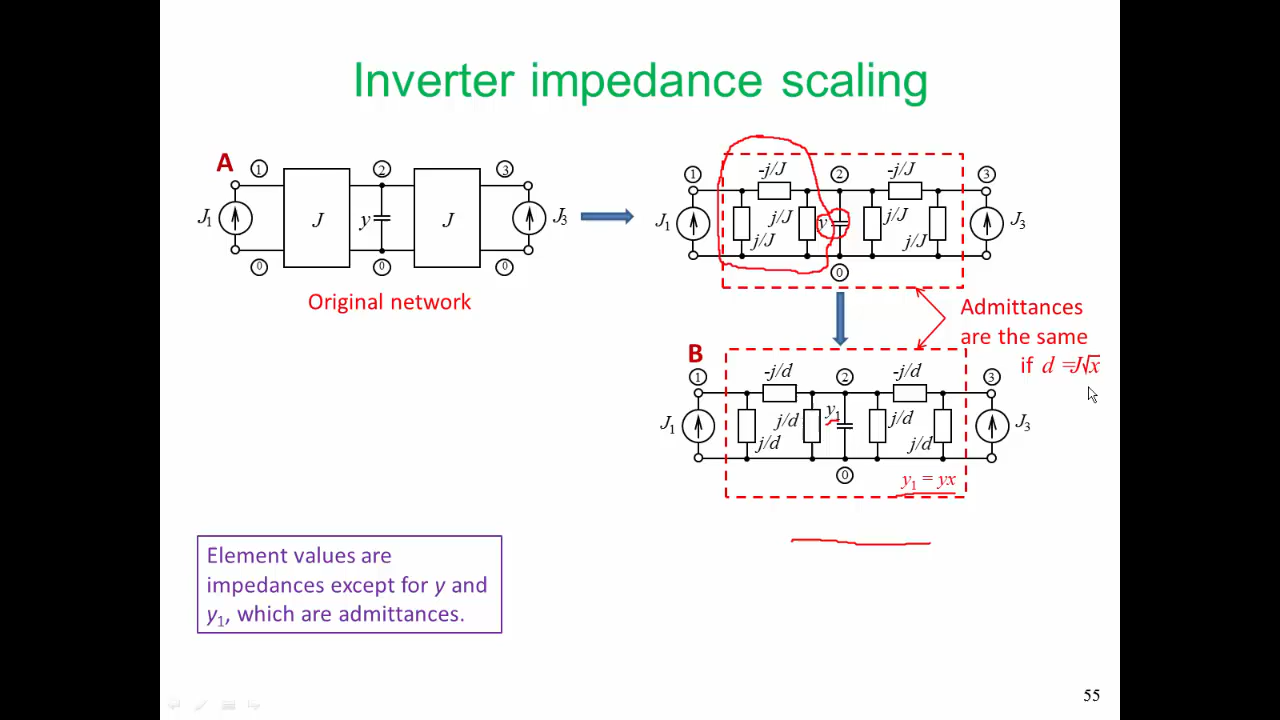 Inverter impedance scaling
A
1
2
3
J1
J
y
J
J3
0
0
0
Original network
1
2
3
-j/J
-j/J
J1
j/J
j/J
y
j/J
j/J
J3
0
Admittances
are the same
if d = J√x
B
1
2
3
-j/d
-j/d
J1
j/d
j/d
y1
j/d
j/d
J3
0
y1 = yx
Element values are
impedances except for y and
y1, which are admittances.
55